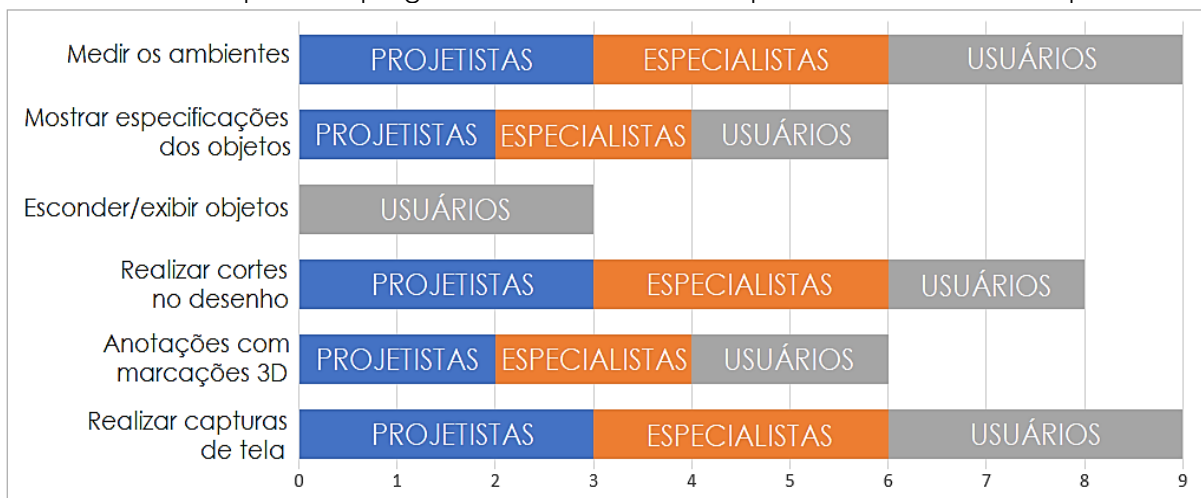 Medir os ambientes
PROJETISTAS ESPECIALISTAS USUÁRIOS
Mostrar especificações
dos objetos
PROJETISTAS ESPECIALISTAS USUÁRIOS
Esconder/exibir objetos
USUÁRIOS
Realizar cortes
no desenho
PROJETISTAS ESPECIALISTAS USUÁRIOS
Anotações com
marcações 3D
PROJETISTAS ESPECIALISTAS USUÁRIOS
Realizar capturas
de tela
PROJETISTAS ESPECIALISTAS USUÁRIOS
0 1 2 3 4 5 6 7 8 9